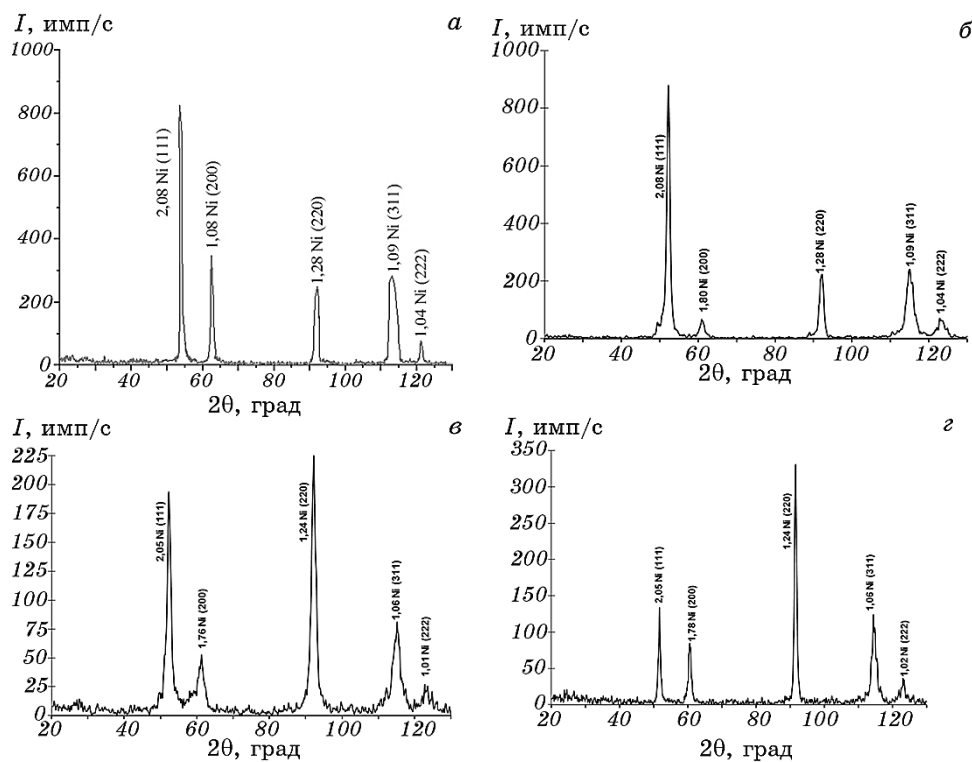 I, имп/с
а
1000
800
600
400
200
0
2,08 Ni (111)
1,08 Ni (200)
1,28 Ni (220)
1,09 Ni (311)
1,04 Ni (222)
20 40 60 80 100 120
2θ, град
I, имп/с
б
1000
800
600
400
200
0
2,08 Ni (111)
1,80 Ni (200)
1,28 Ni (220)
1,09 Ni (311)
1,04 Ni (222)
20 40 60 80 100 120
2θ, град
I, имп/с
в
225
200
175
150
125
100
75
50
25
0
2,05 Ni (111)
1,76 Ni (200)
1,24 Ni (220)
1,06 Ni (311)
1,01 Ni (222)
20 40 60 80 100 120
2θ, град
I, имп/с
г
350
300
250
200
150
100
50
0
2,05 Ni (111)
1,78 Ni (200)
1,24 Ni (220)
1,06 Ni (311)
1,02 Ni (222)
20 40 60 80 100 120
2θ, град